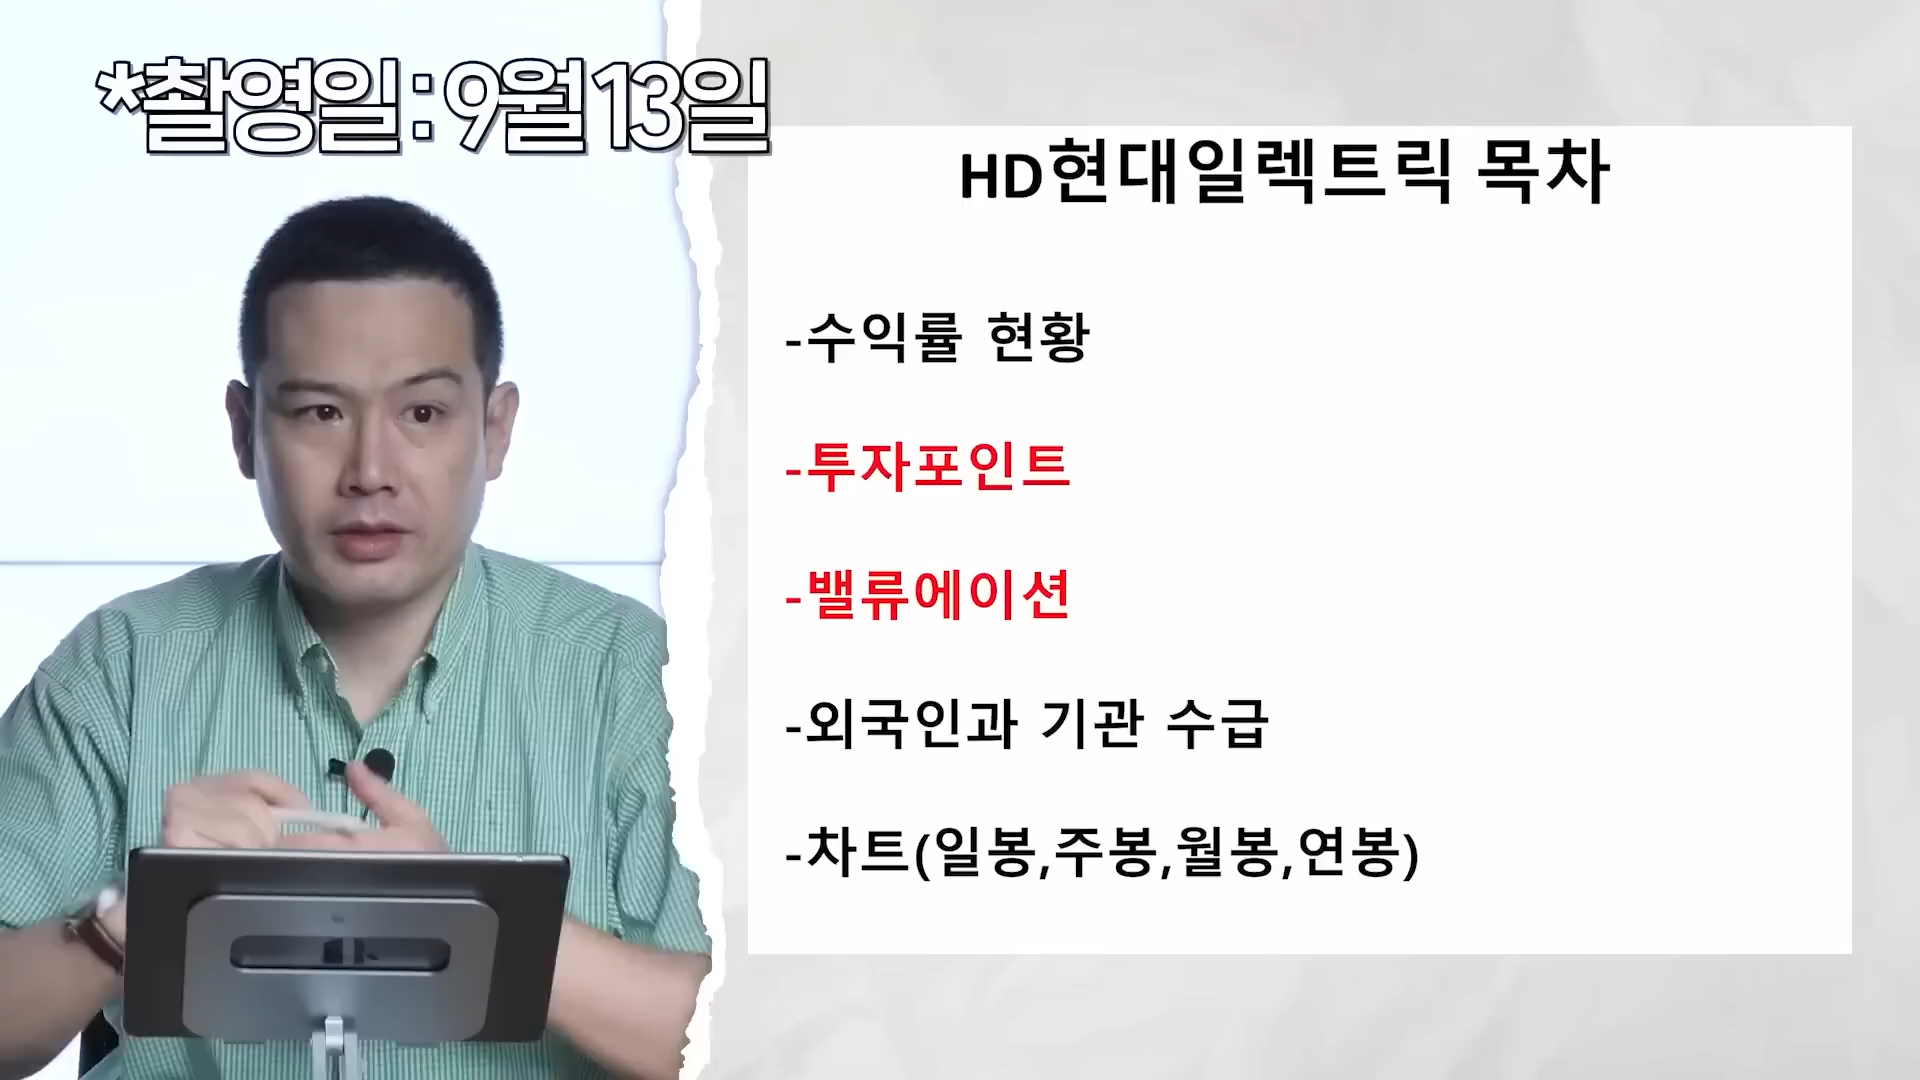 *촬영일:9월13일
HD현대일렉트릭 목차
-수익률 현황
-투자포인트
-밸류에이션
-외국인과 기관 수급
-차트(일봉,주봉,월봉,연봉)